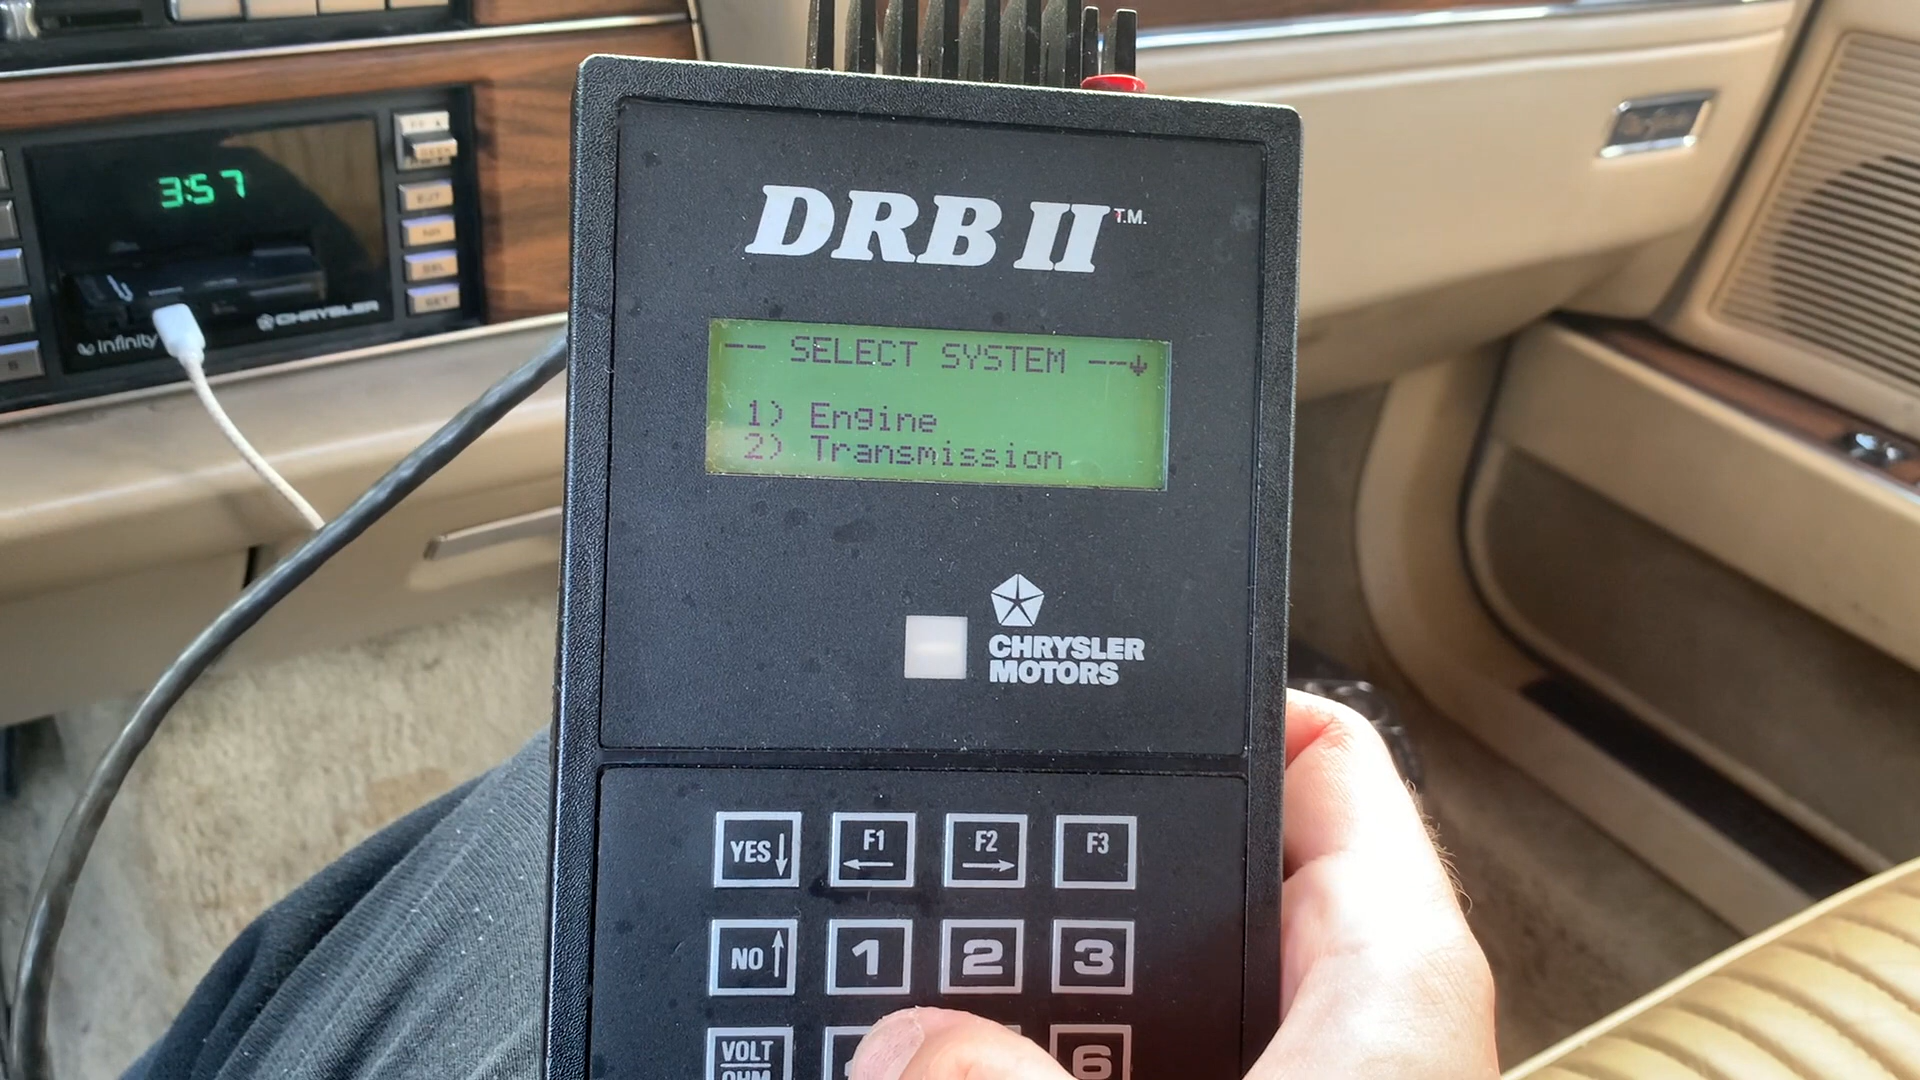 3:57
CHRYSLER
Infinity
DRB II T.M.
-- SELECT SYSTEM --↓
1) Engine
2) Transmission
CHRYSLER
MOTORS
YES↓
F1
←
F2
→
F3
NO↑
1
2
3
VOLT
OHM
6